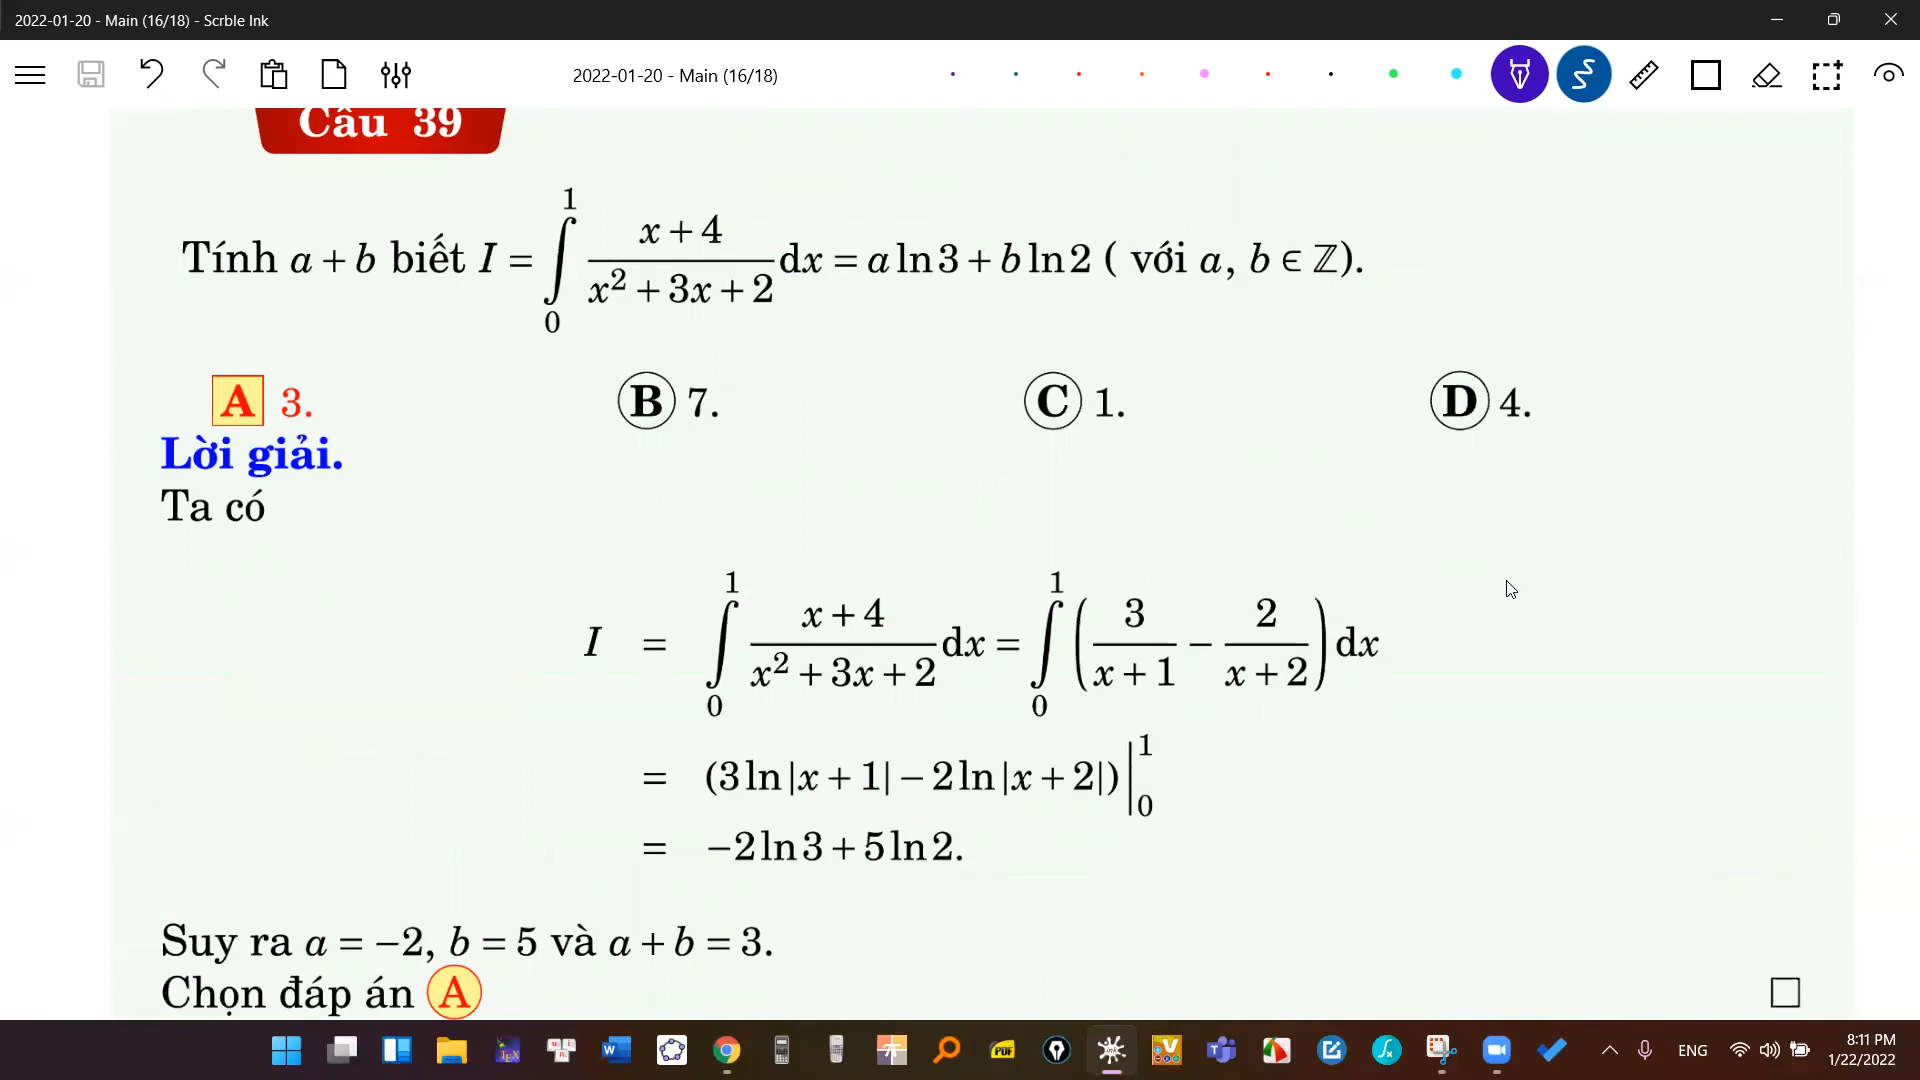 2022-01-20 - Main (16/18) - Scrble Ink
2022-01-20 - Main (16/18)
Câu 39
Tính a + b biết I = ∫₀¹ (x+4)/(x² + 3x + 2) dx = a ln 3 + b ln 2 ( với a, b ∈ ℤ).
A 3. B 7. C 1. D 4.
Lời giải.
Ta có
I = ∫₀¹ (x+4)/(x² + 3x + 2) dx = ∫₀¹ (3/(x+1) − 2/(x+2)) dx
= (3 ln|x + 1| − 2 ln|x + 2|)|₀¹
= −2 ln 3 + 5 ln 2.
Suy ra a = −2, b = 5 và a + b = 3.
Chọn đáp án A
ENG
8:11 PM
1/22/2022